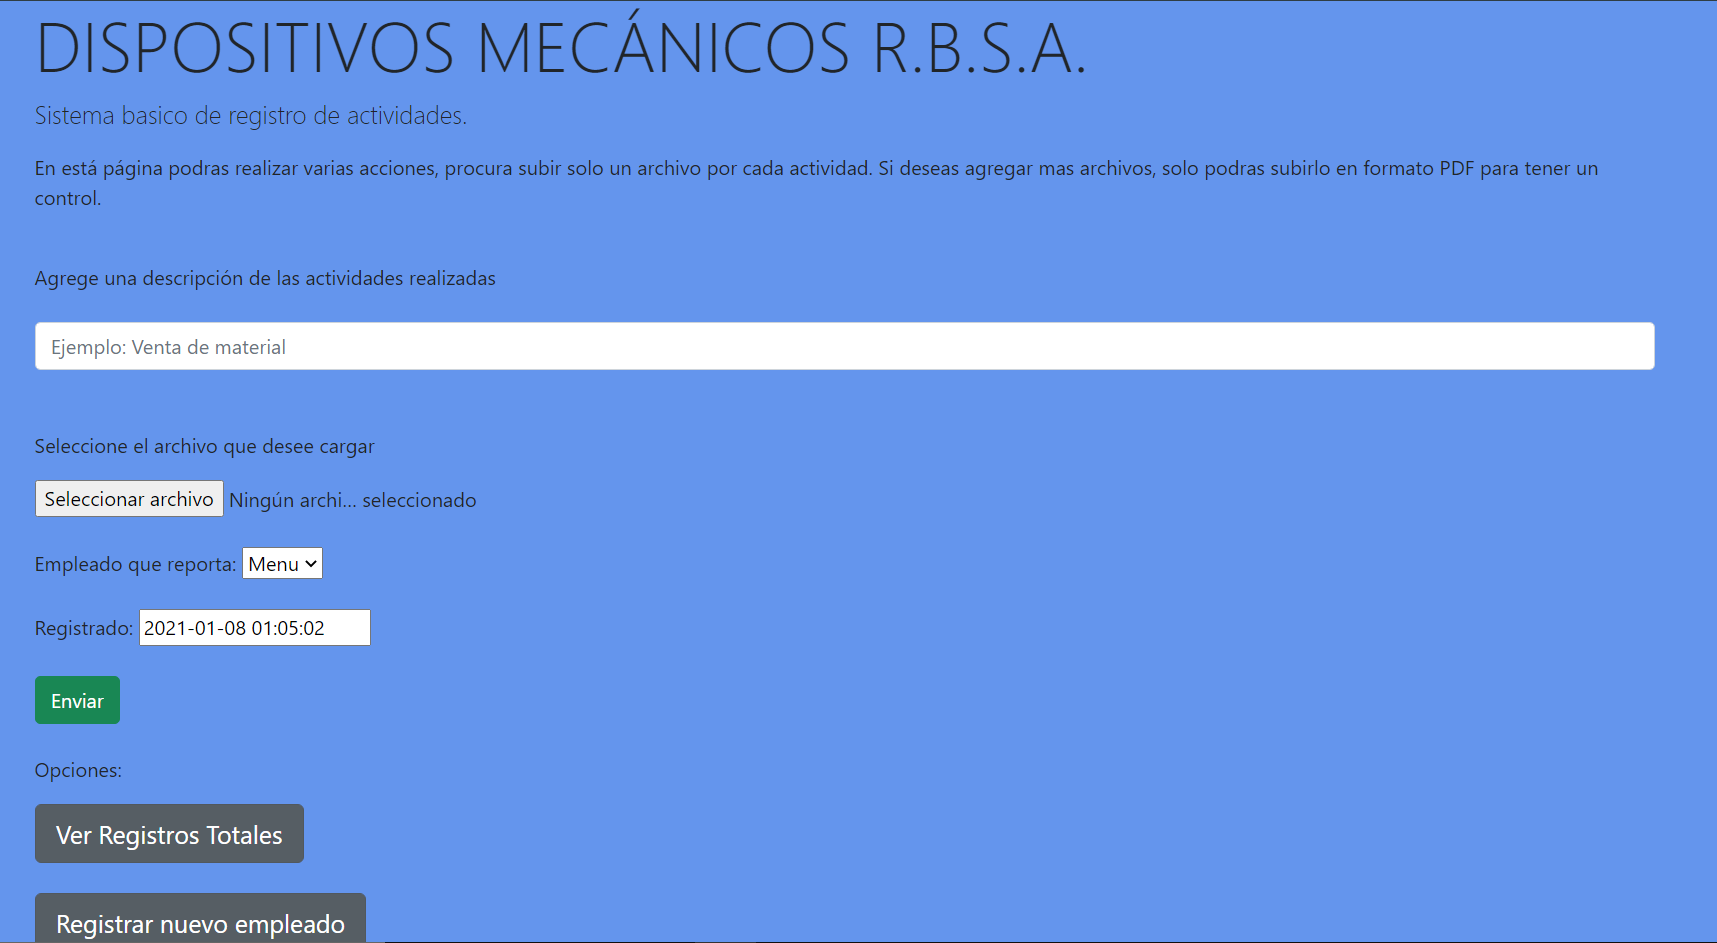 DISPOSITIVOS MECÁNICOS R.B.S.A.
Sistema basico de registro de actividades.
En está página podras realizar varias acciones, procura subir solo un archivo por cada actividad. Si deseas agregar mas archivos, solo podras subirlo en formato PDF para tener un
control.
Agrege una descripción de las actividades realizadas
Ejemplo: Venta de material
Seleccione el archivo que desee cargar
Seleccionar archivo Ningún archi... seleccionado
Empleado que reporta: Menu
Registrado: 2021-01-08 01:05:02
Enviar
Opciones:
Ver Registros Totales
Registrar nuevo empleado